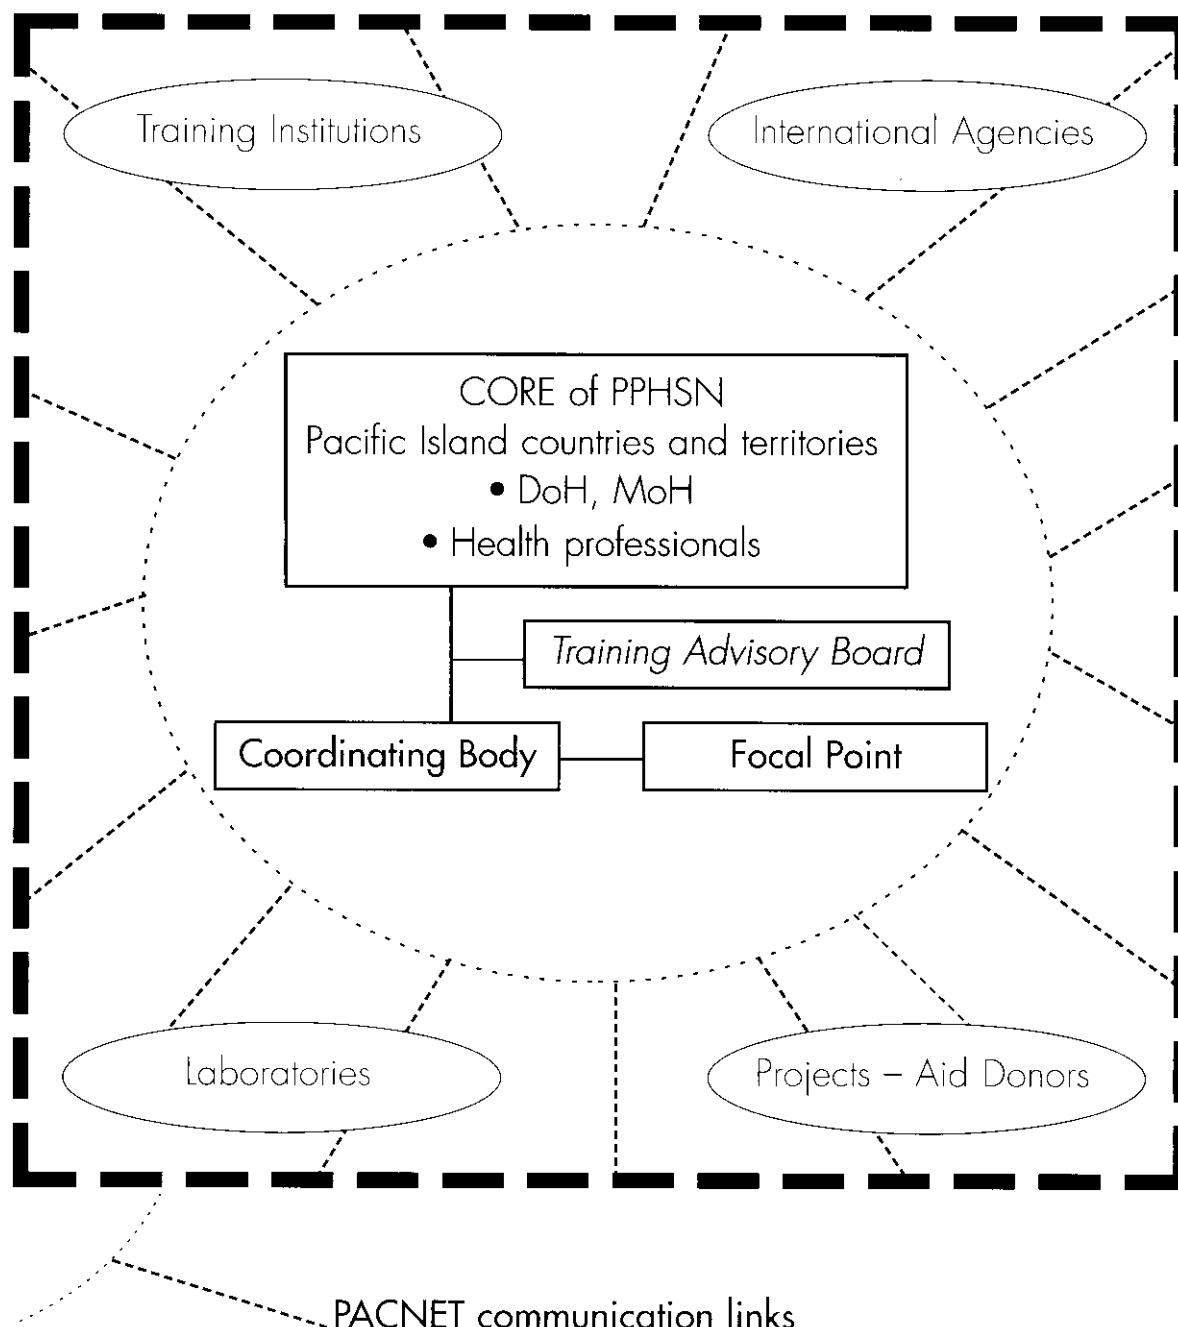 Training Institutions
International Agencies
CORE of PPHSN
Pacific Island countries and territories
• DoH, MoH
• Health professionals
Training Advisory Board
Coordinating Body
Focal Point
Laboratories
Projects – Aid Donors
PACNET communication links